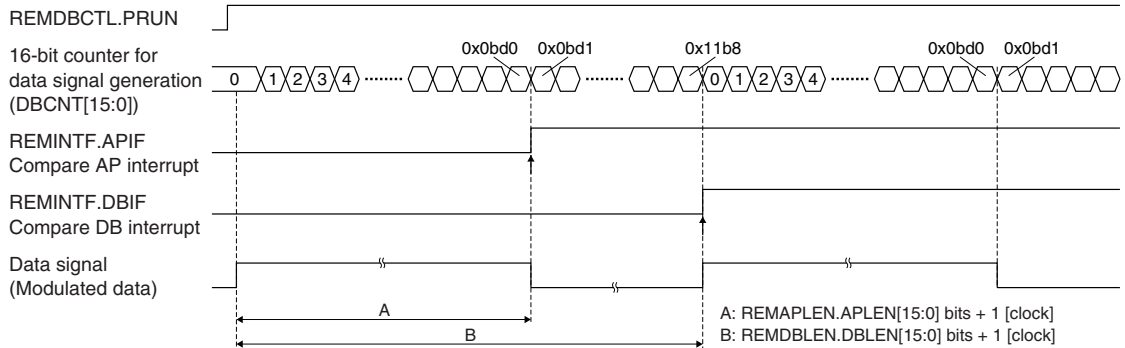 REMDBCTL.PRUN
16-bit counter for
data signal generation
(DBCNT[15:0])
0x0bd0 0x0bd1 0x11b8 0x0bd0 0x0bd1
0 1 2 3 4 0 1 2 3 4
REMINTF.APIF
Compare AP interrupt
REMINTF.DBIF
Compare DB interrupt
Data signal
(Modulated data)
A
B
A: REMAPLEN.APLEN[15:0] bits + 1 [clock]
B: REMDBLEN.DBLEN[15:0] bits + 1 [clock]